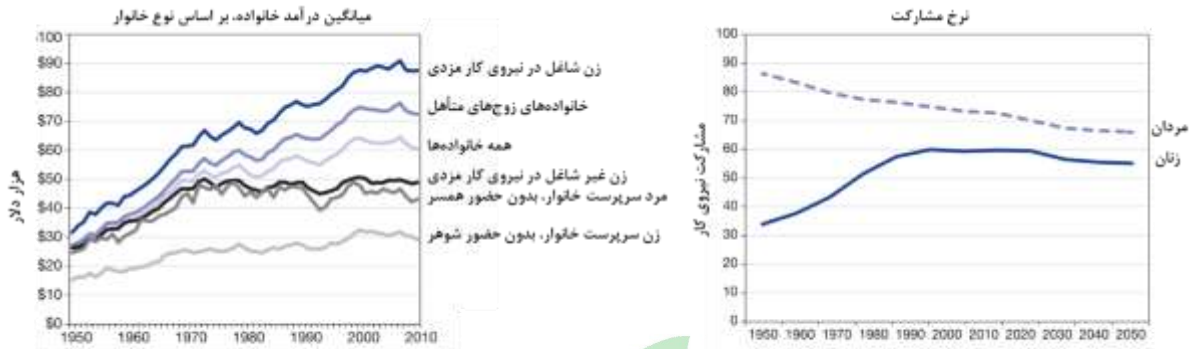 میانگین درآمد خانواده، بر اساس نوع خانوار
هزار دلار
$100
$90
$80
$70
$60
$50
$40
$30
$20
$10
$0
1950 1960 1970 1980 1990 2000 2010
زن شاغل در نیروی کار مزدی
خانواده‌های زوج‌های متأهل
همه خانواده‌ها
زن غیر شاغل در نیروی کار مزدی
مرد سرپرست خانوار، بدون حضور همسر
زن سرپرست خانوار، بدون حضور شوهر
نرخ مشارکت
مشارکت نیروی کار
100
90
80
70
60
50
40
30
20
10
0
1950 1960 1970 1980 1990 2000 2010 2020 2030 2040 2050
مردان
زنان